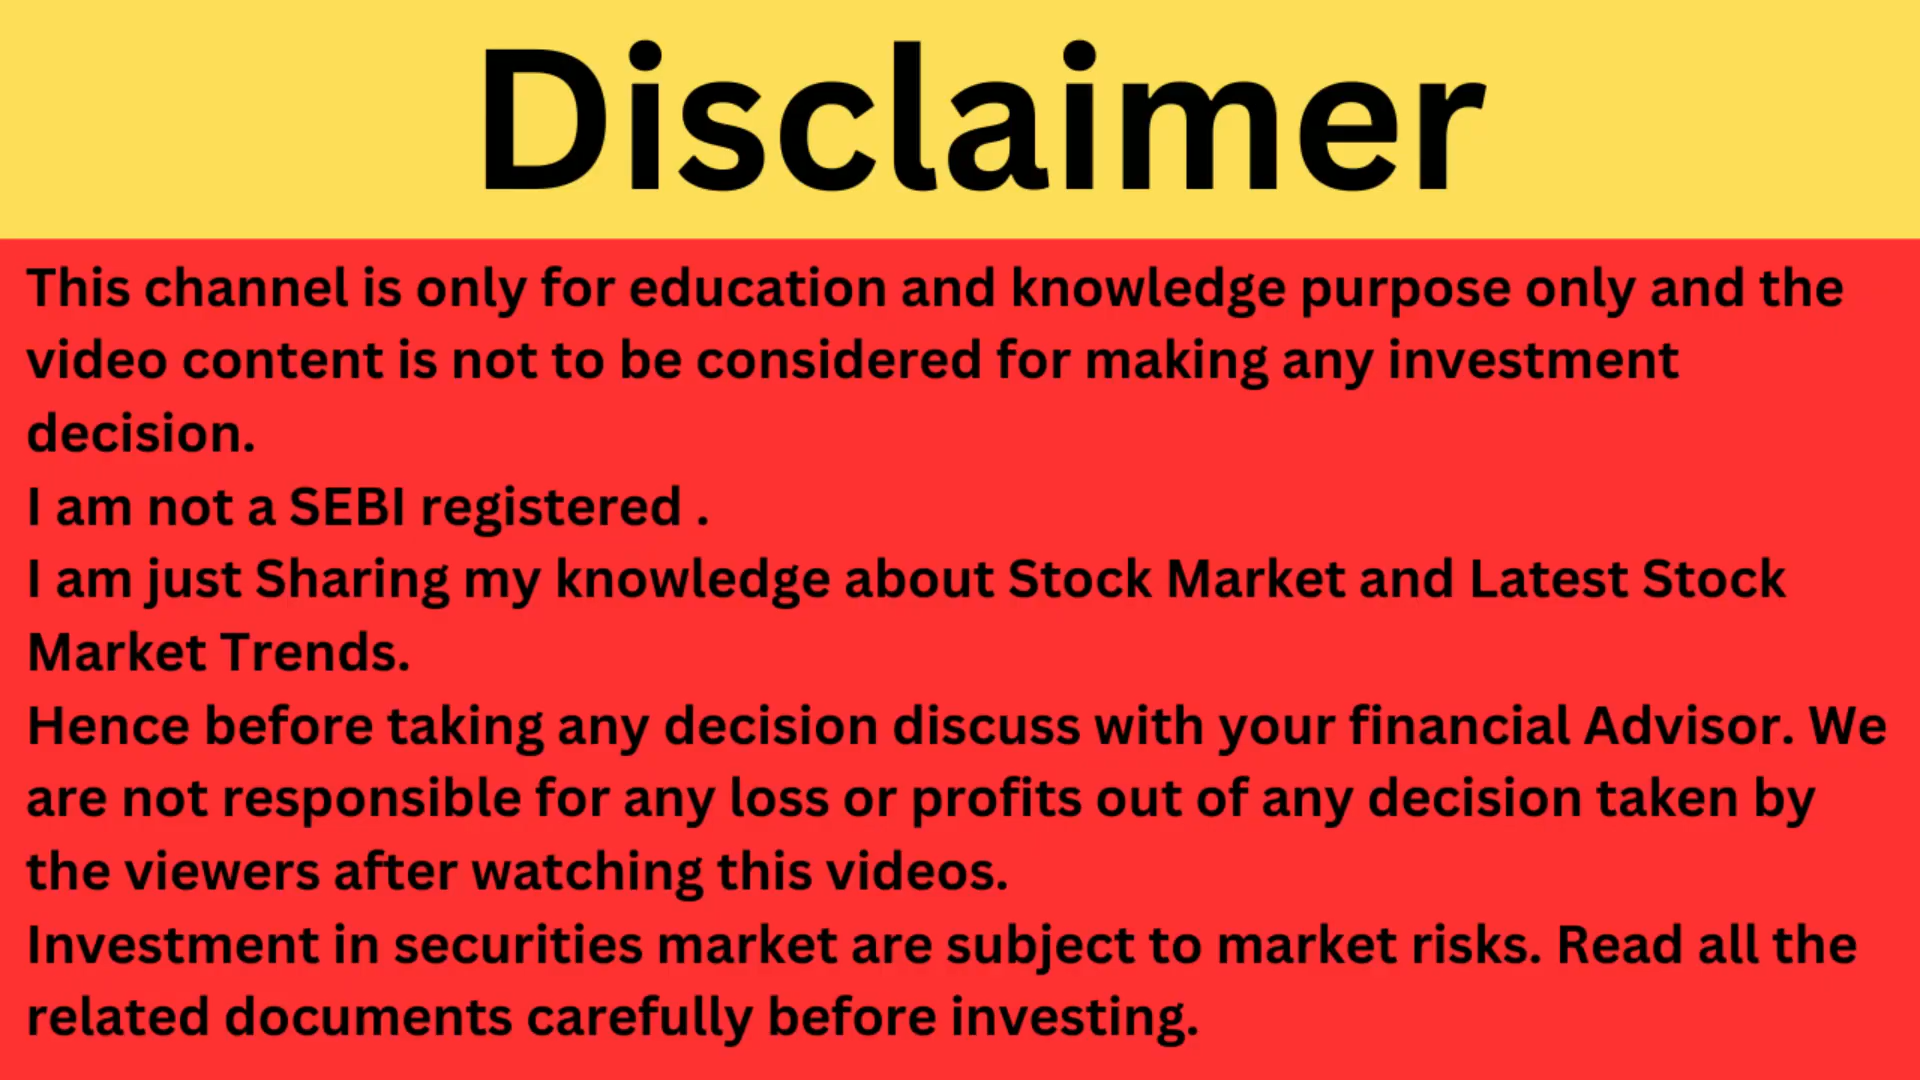 Disclaimer
This channel is only for education and knowledge purpose only and the
video content is not to be considered for making any investment
decision.
I am not a SEBI registered .
I am just Sharing my knowledge about Stock Market and Latest Stock
Market Trends.
Hence before taking any decision discuss with your financial Advisor. We
are not responsible for any loss or profits out of any decision taken by
the viewers after watching this videos.
Investment in securities market are subject to market risks. Read all the
related documents carefully before investing.